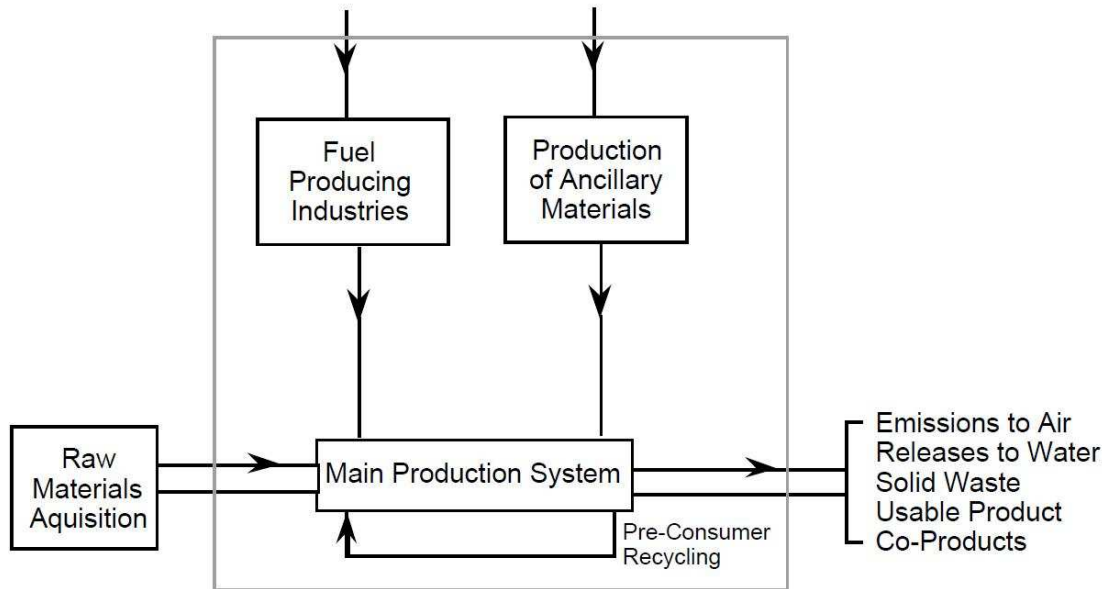 Fuel
Producing
Industries
Production
of Ancillary
Materials
Raw
Materials
Aquisition
Main Production System
Pre-Consumer
Recycling
Emissions to Air
Releases to Water
Solid Waste
Usable Product
Co-Products